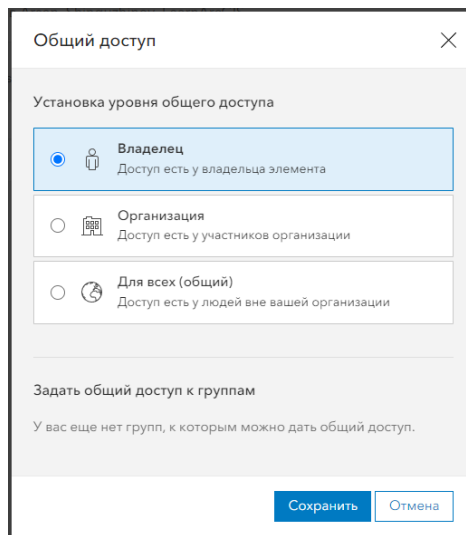 Общий доступ
Установка уровня общего доступа
Владелец
Доступ есть у владельца элемента
Организация
Доступ есть у участников организации
Для всех (общий)
Доступ есть у людей вне вашей организации
Задать общий доступ к группам
У вас еще нет групп, к которым можно дать общий доступ.
Сохранить
Отмена